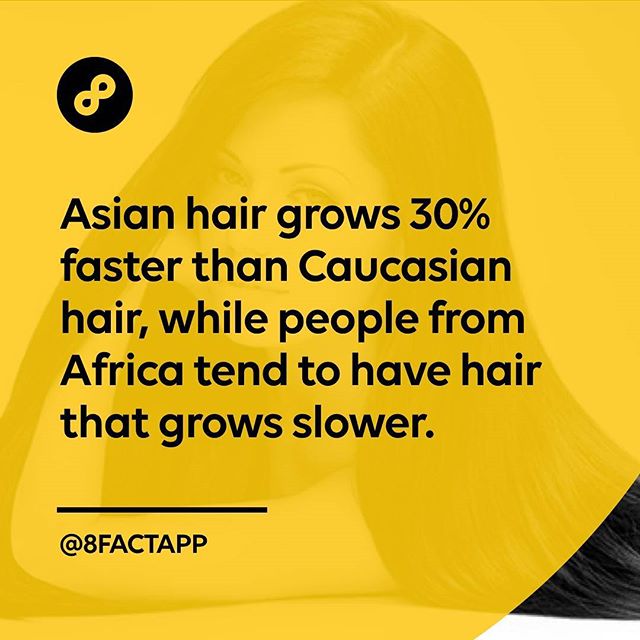 Asian hair grows 30%
faster than Caucasian
hair, while people from
Africa tend to have hair
that grows slower.
@8FACTAPP